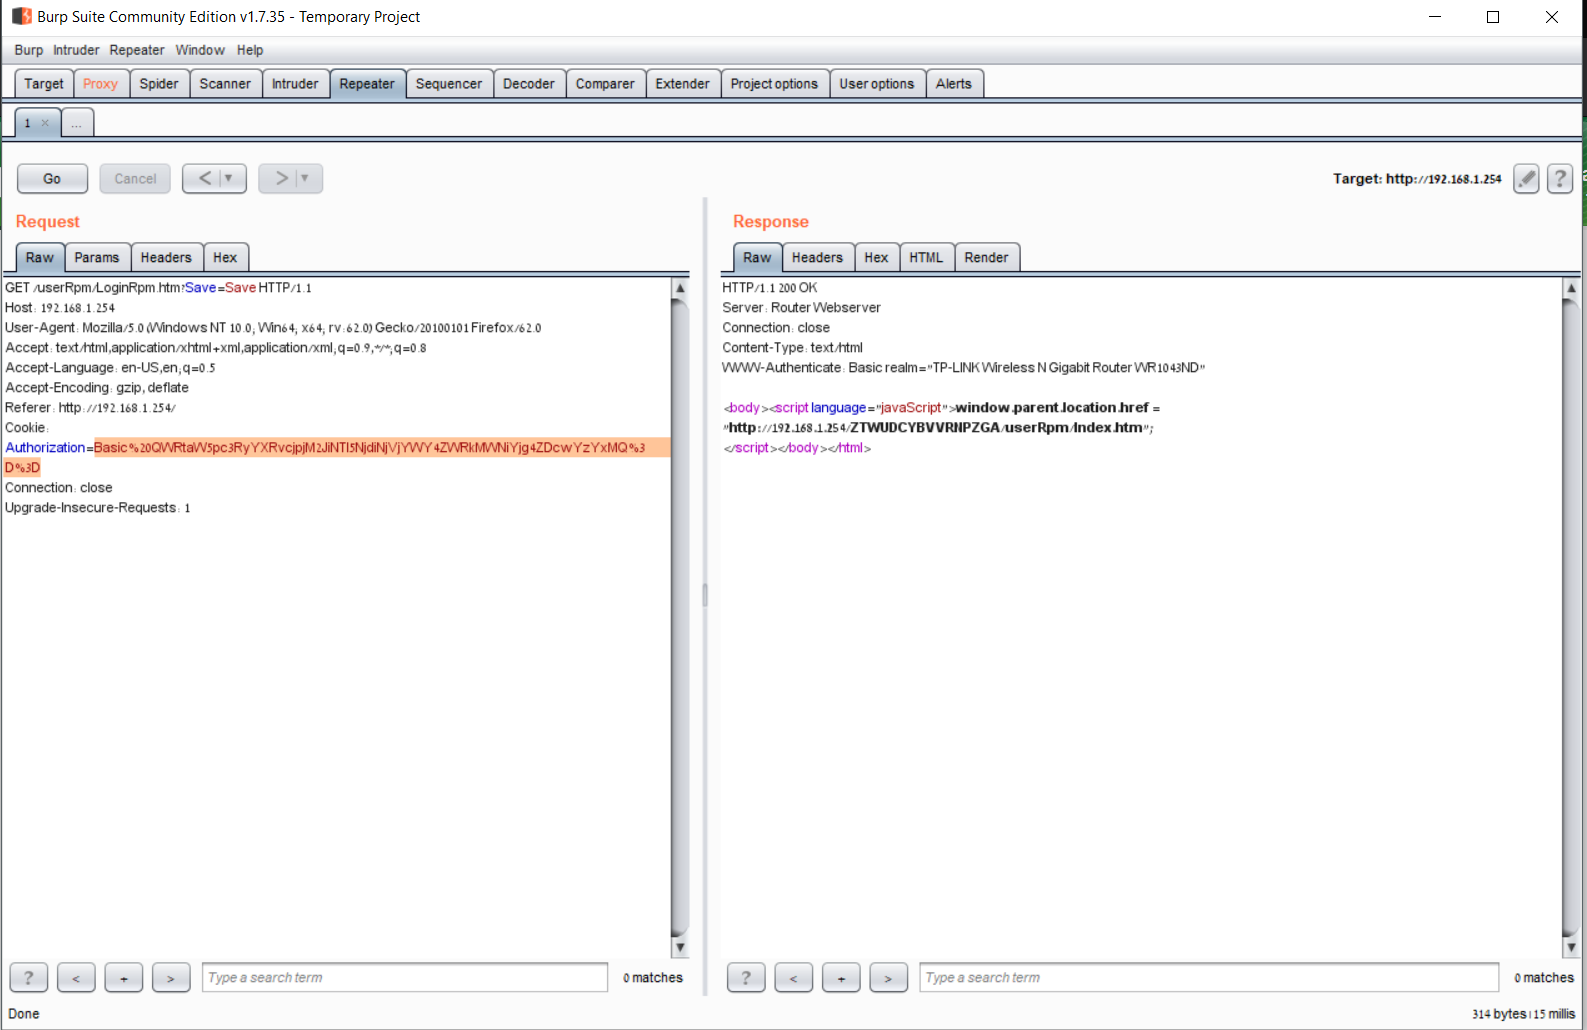 Burp Suite Community Edition v1.7.35 - Temporary Project
Burp Intruder Repeater Window Help
Target Proxy Spider Scanner Intruder Repeater Sequencer Decoder Comparer Extender Project options User options Alerts
1 × ...
Go Cancel < >
Target: http://192.168.1.254
?
Request
Raw Params Headers Hex
GET /userRpm/LoginRpm.htm?Save=Save HTTP/1.1
Host: 192.168.1.254
User-Agent: Mozilla/5.0 (Windows NT 10.0; Win64; x64; rv:62.0) Gecko/20100101 Firefox/62.0
Accept: text/html,application/xhtml+xml,application/xml;q=0.9,*/*;q=0.8
Accept-Language: en-US,en;q=0.5
Accept-Encoding: gzip, deflate
Referer: http://192.168.1.254/
Cookie:
Authorization=Basic%20QWRtaW5pc3RyYXRvcjpjM2JiNTI5NjdiNjVjYWY4ZWRkMWNiYjg4ZDcwYzYxMQ%3
D%3D
Connection: close
Upgrade-Insecure-Requests: 1
? < + > Type a search term 0 matches
Response
Raw Headers Hex HTML Render
HTTP/1.1 200 OK
Server: Router Webserver
Connection: close
Content-Type: text/html
WWW-Authenticate: Basic realm="TP-LINK Wireless N Gigabit Router WR1043ND"
<body><script language="javaScript">window.parent.location.href =
"http://192.168.1.254/ZTWUDCYBVVRNPZGA/userRpm/Index.htm";
</script></body></html>
? < + > Type a search term 0 matches
Done
314 bytes | 15 millis